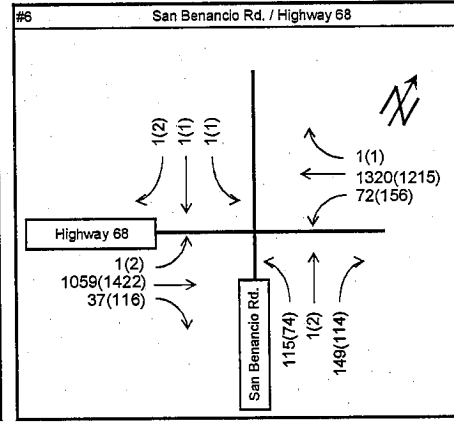 #6 San Benancio Rd. / Highway 68
N
1(2) 1(1) 1(1)
1(1)
1320(1215)
72(156)
Highway 68
1(2)
1059(1422)
37(116)
San Benancio Rd.
115(74) 1(2) 149(114)